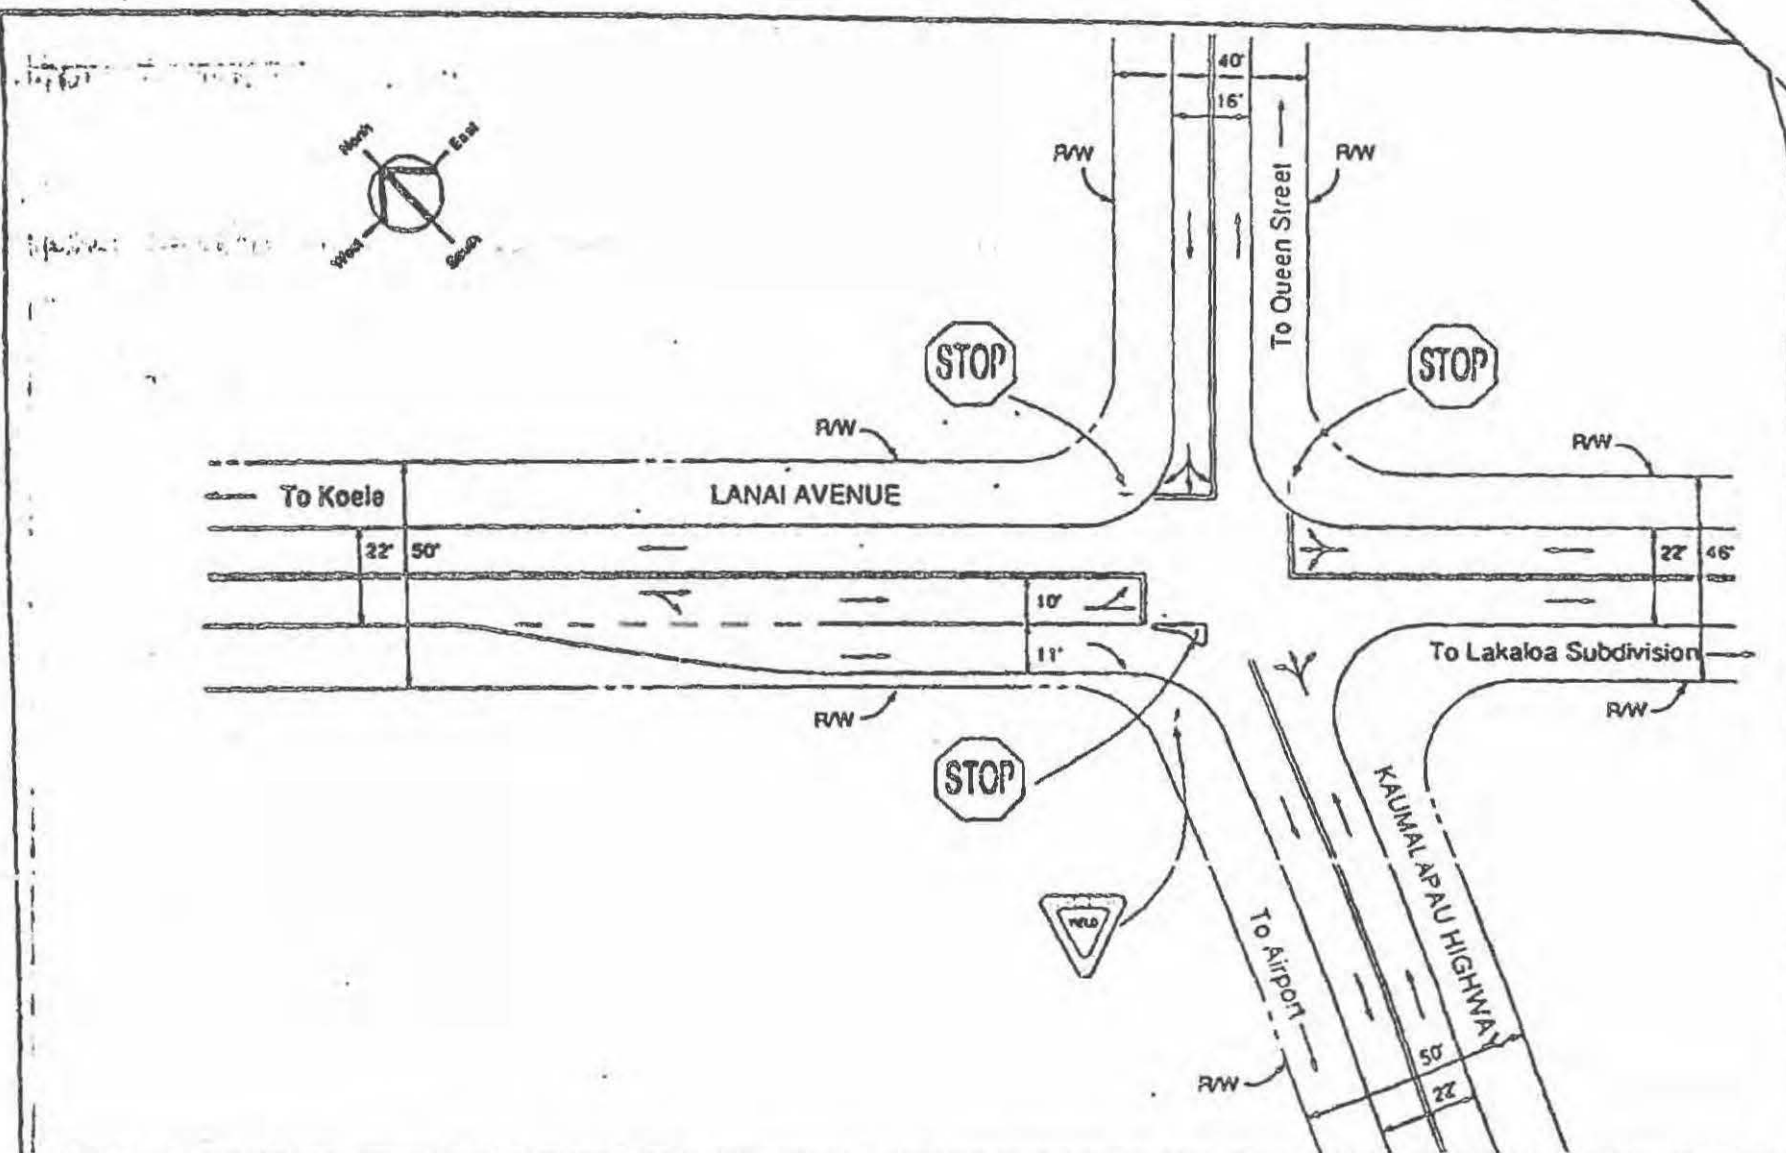 North
East
West
South
40'
16'
R/W
To Queen Street
R/W
STOP
STOP
R/W
R/W
To Koele
LANAI AVENUE
22'
50'
22'
46'
10'
11'
To Lakaloa Subdivision
R/W
R/W
STOP
YIELD
KAUMALAPAU HIGHWAY
To Airport
50'
22'
R/W